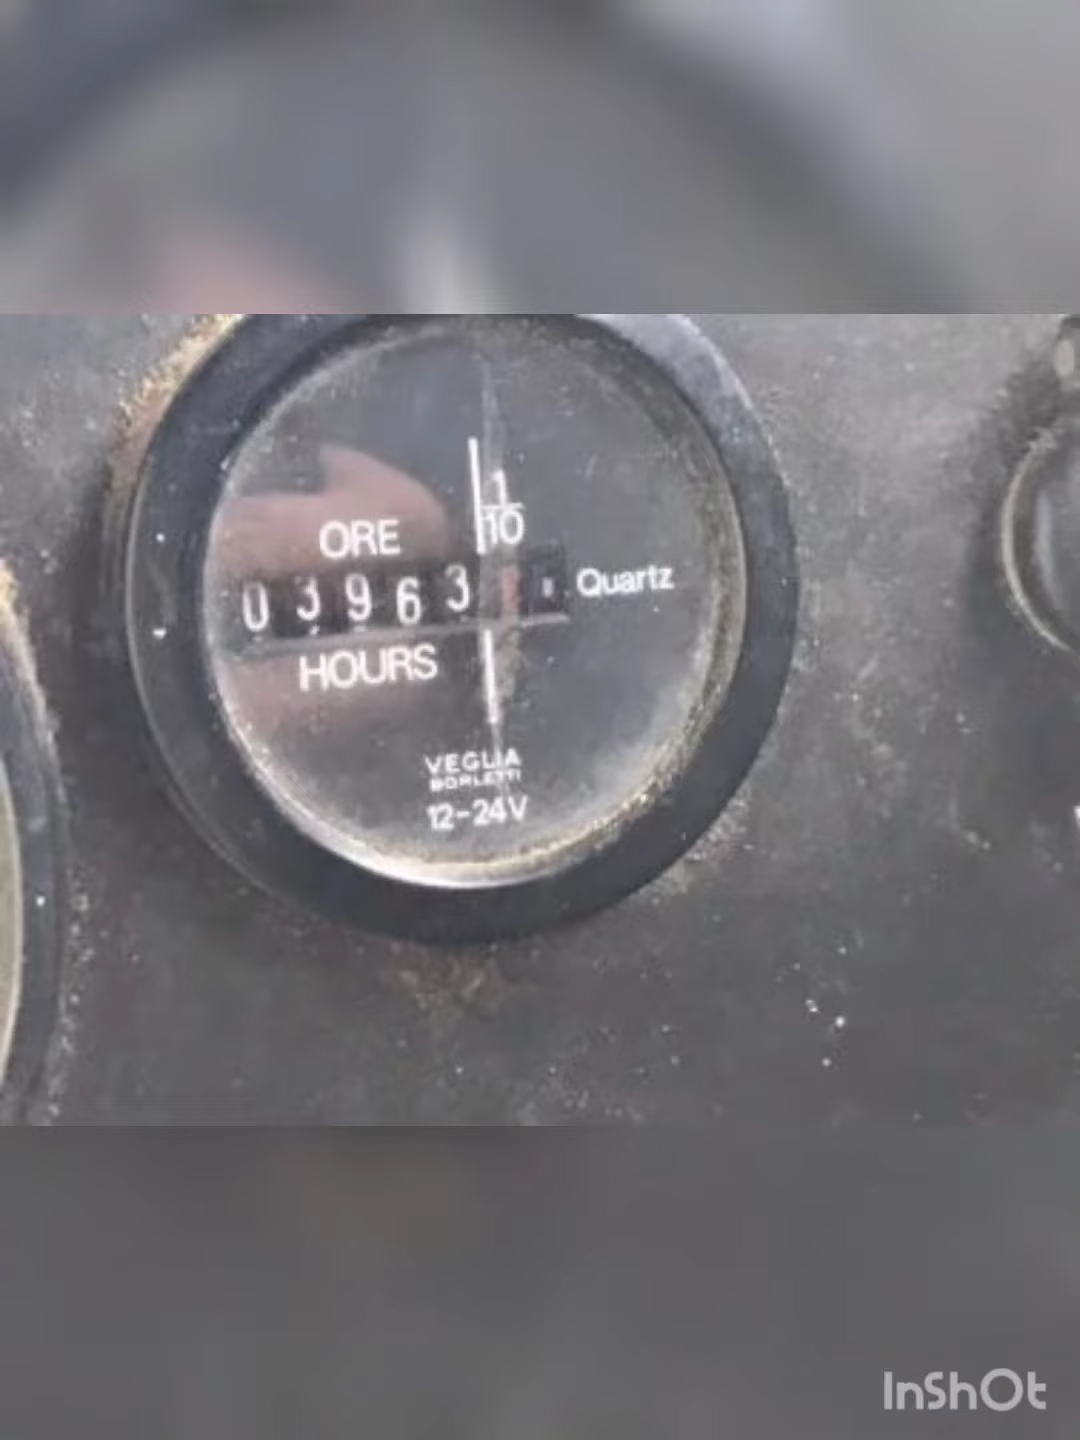 1
10
ORE
03963
Quartz
HOURS
VEGLIA
BORLETTI
12-24V
InShOt